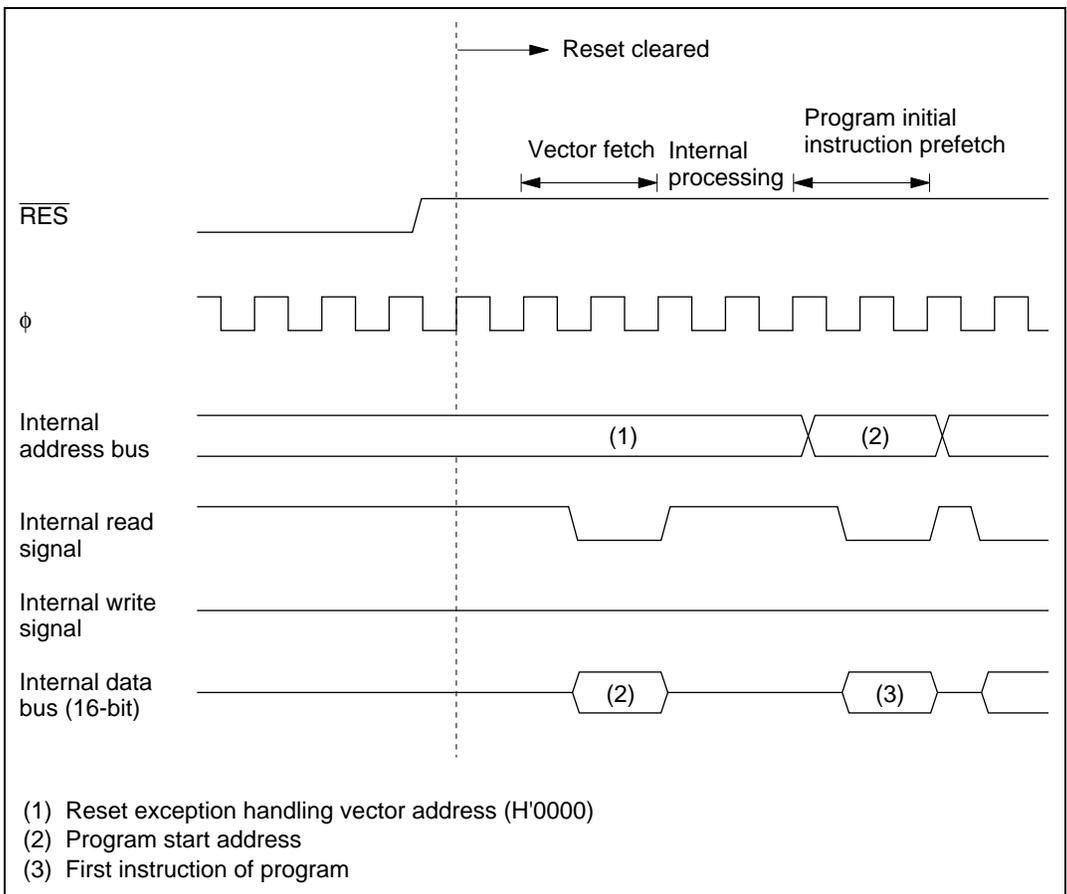 Reset cleared
Program initial
instruction prefetch
Vector fetch
Internal
processing
RES
ϕ
Internal
address bus
(1)
(2)
Internal read
signal
Internal write
signal
Internal data
bus (16-bit)
(2)
(3)
(1) Reset exception handling vector address (H'0000)
(2) Program start address
(3) First instruction of program